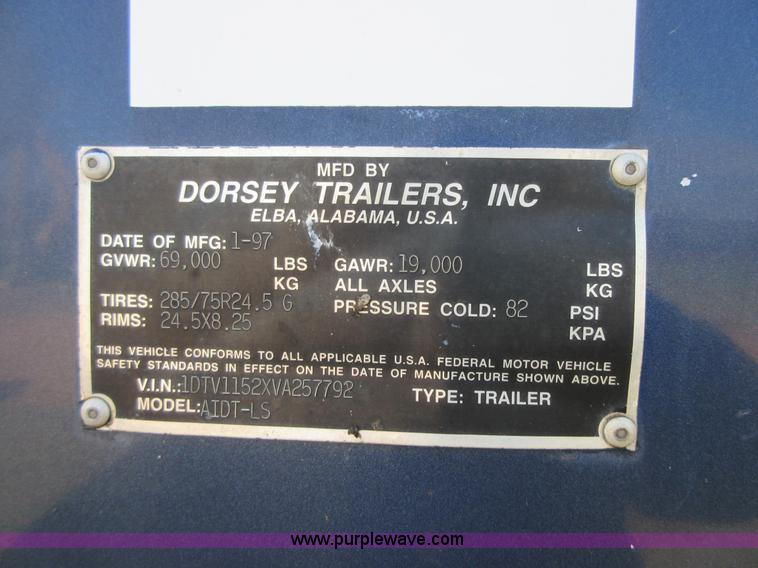 MFD BY
DORSEY TRAILERS, INC
ELBA, ALABAMA, U.S.A.
DATE OF MFG: 1-97
GVWR: 69,000 LBS GAWR: 19,000 LBS
KG ALL AXLES KG
TIRES: 285/75R24.5 G PRESSURE COLD: 82 PSI
RIMS: 24.5X8.25 KPA
THIS VEHICLE CONFORMS TO ALL APPLICABLE U.S.A. FEDERAL MOTOR VEHICLE
SAFETY STANDARDS IN EFFECT ON THE DATE OF MANUFACTURE SHOWN ABOVE.
V.I.N.: 1DTV1152XVA257792 TYPE: TRAILER
MODEL: AIDT-LS
www.purplewave.com